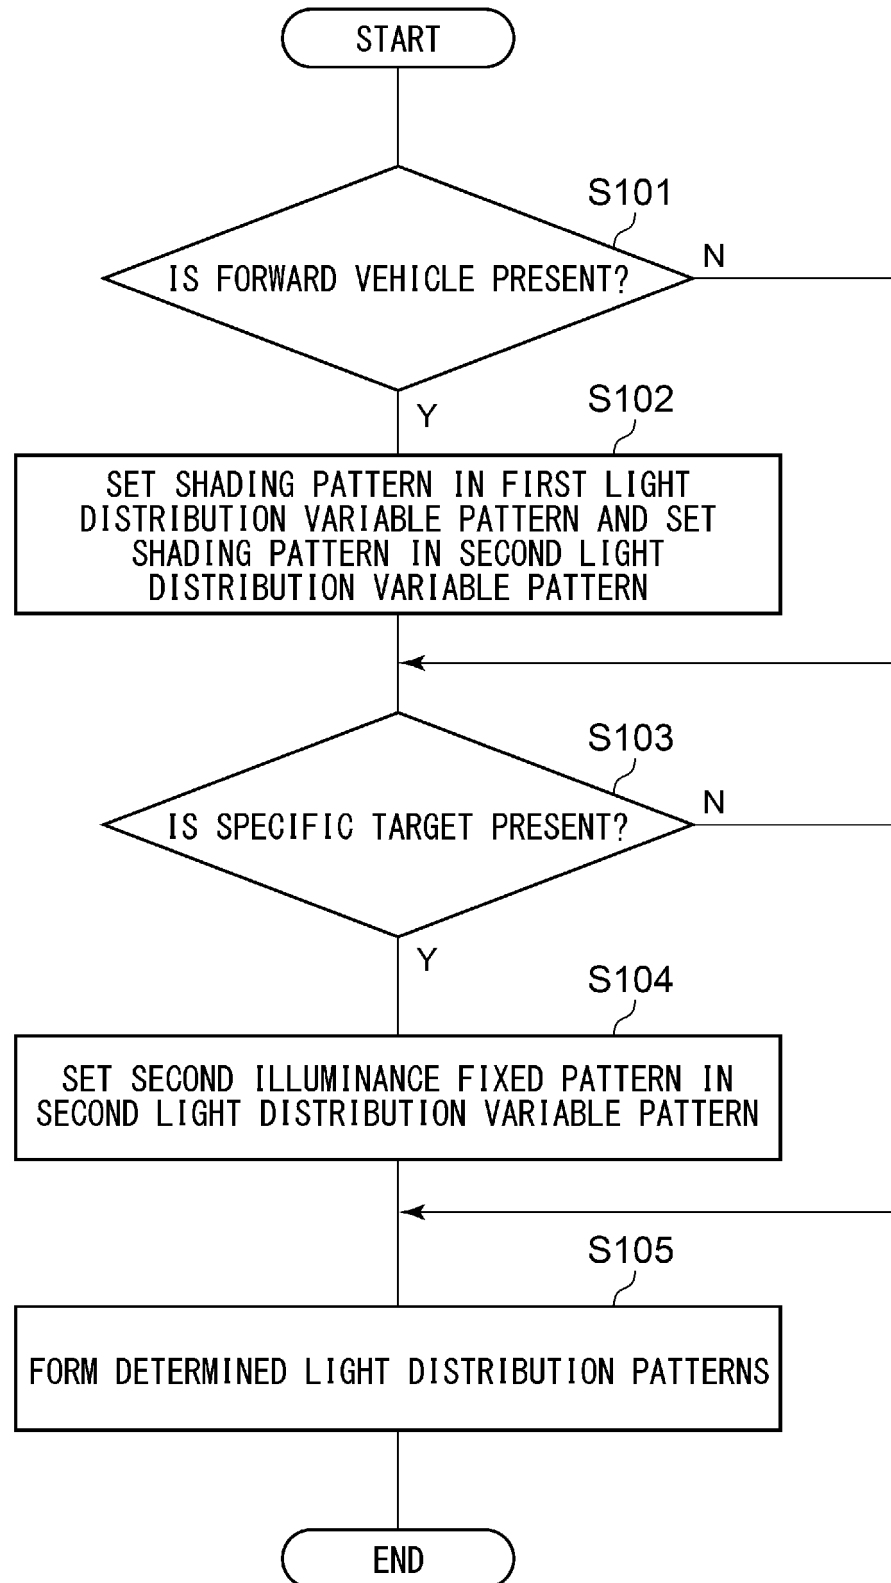 START
S101
IS FORWARD VEHICLE PRESENT?
N
Y
S102
SET SHADING PATTERN IN FIRST LIGHT
DISTRIBUTION VARIABLE PATTERN AND SET
SHADING PATTERN IN SECOND LIGHT
DISTRIBUTION VARIABLE PATTERN
S103
IS SPECIFIC TARGET PRESENT?
N
Y
S104
SET SECOND ILLUMINANCE FIXED PATTERN IN
SECOND LIGHT DISTRIBUTION VARIABLE PATTERN
S105
FORM DETERMINED LIGHT DISTRIBUTION PATTERNS
END